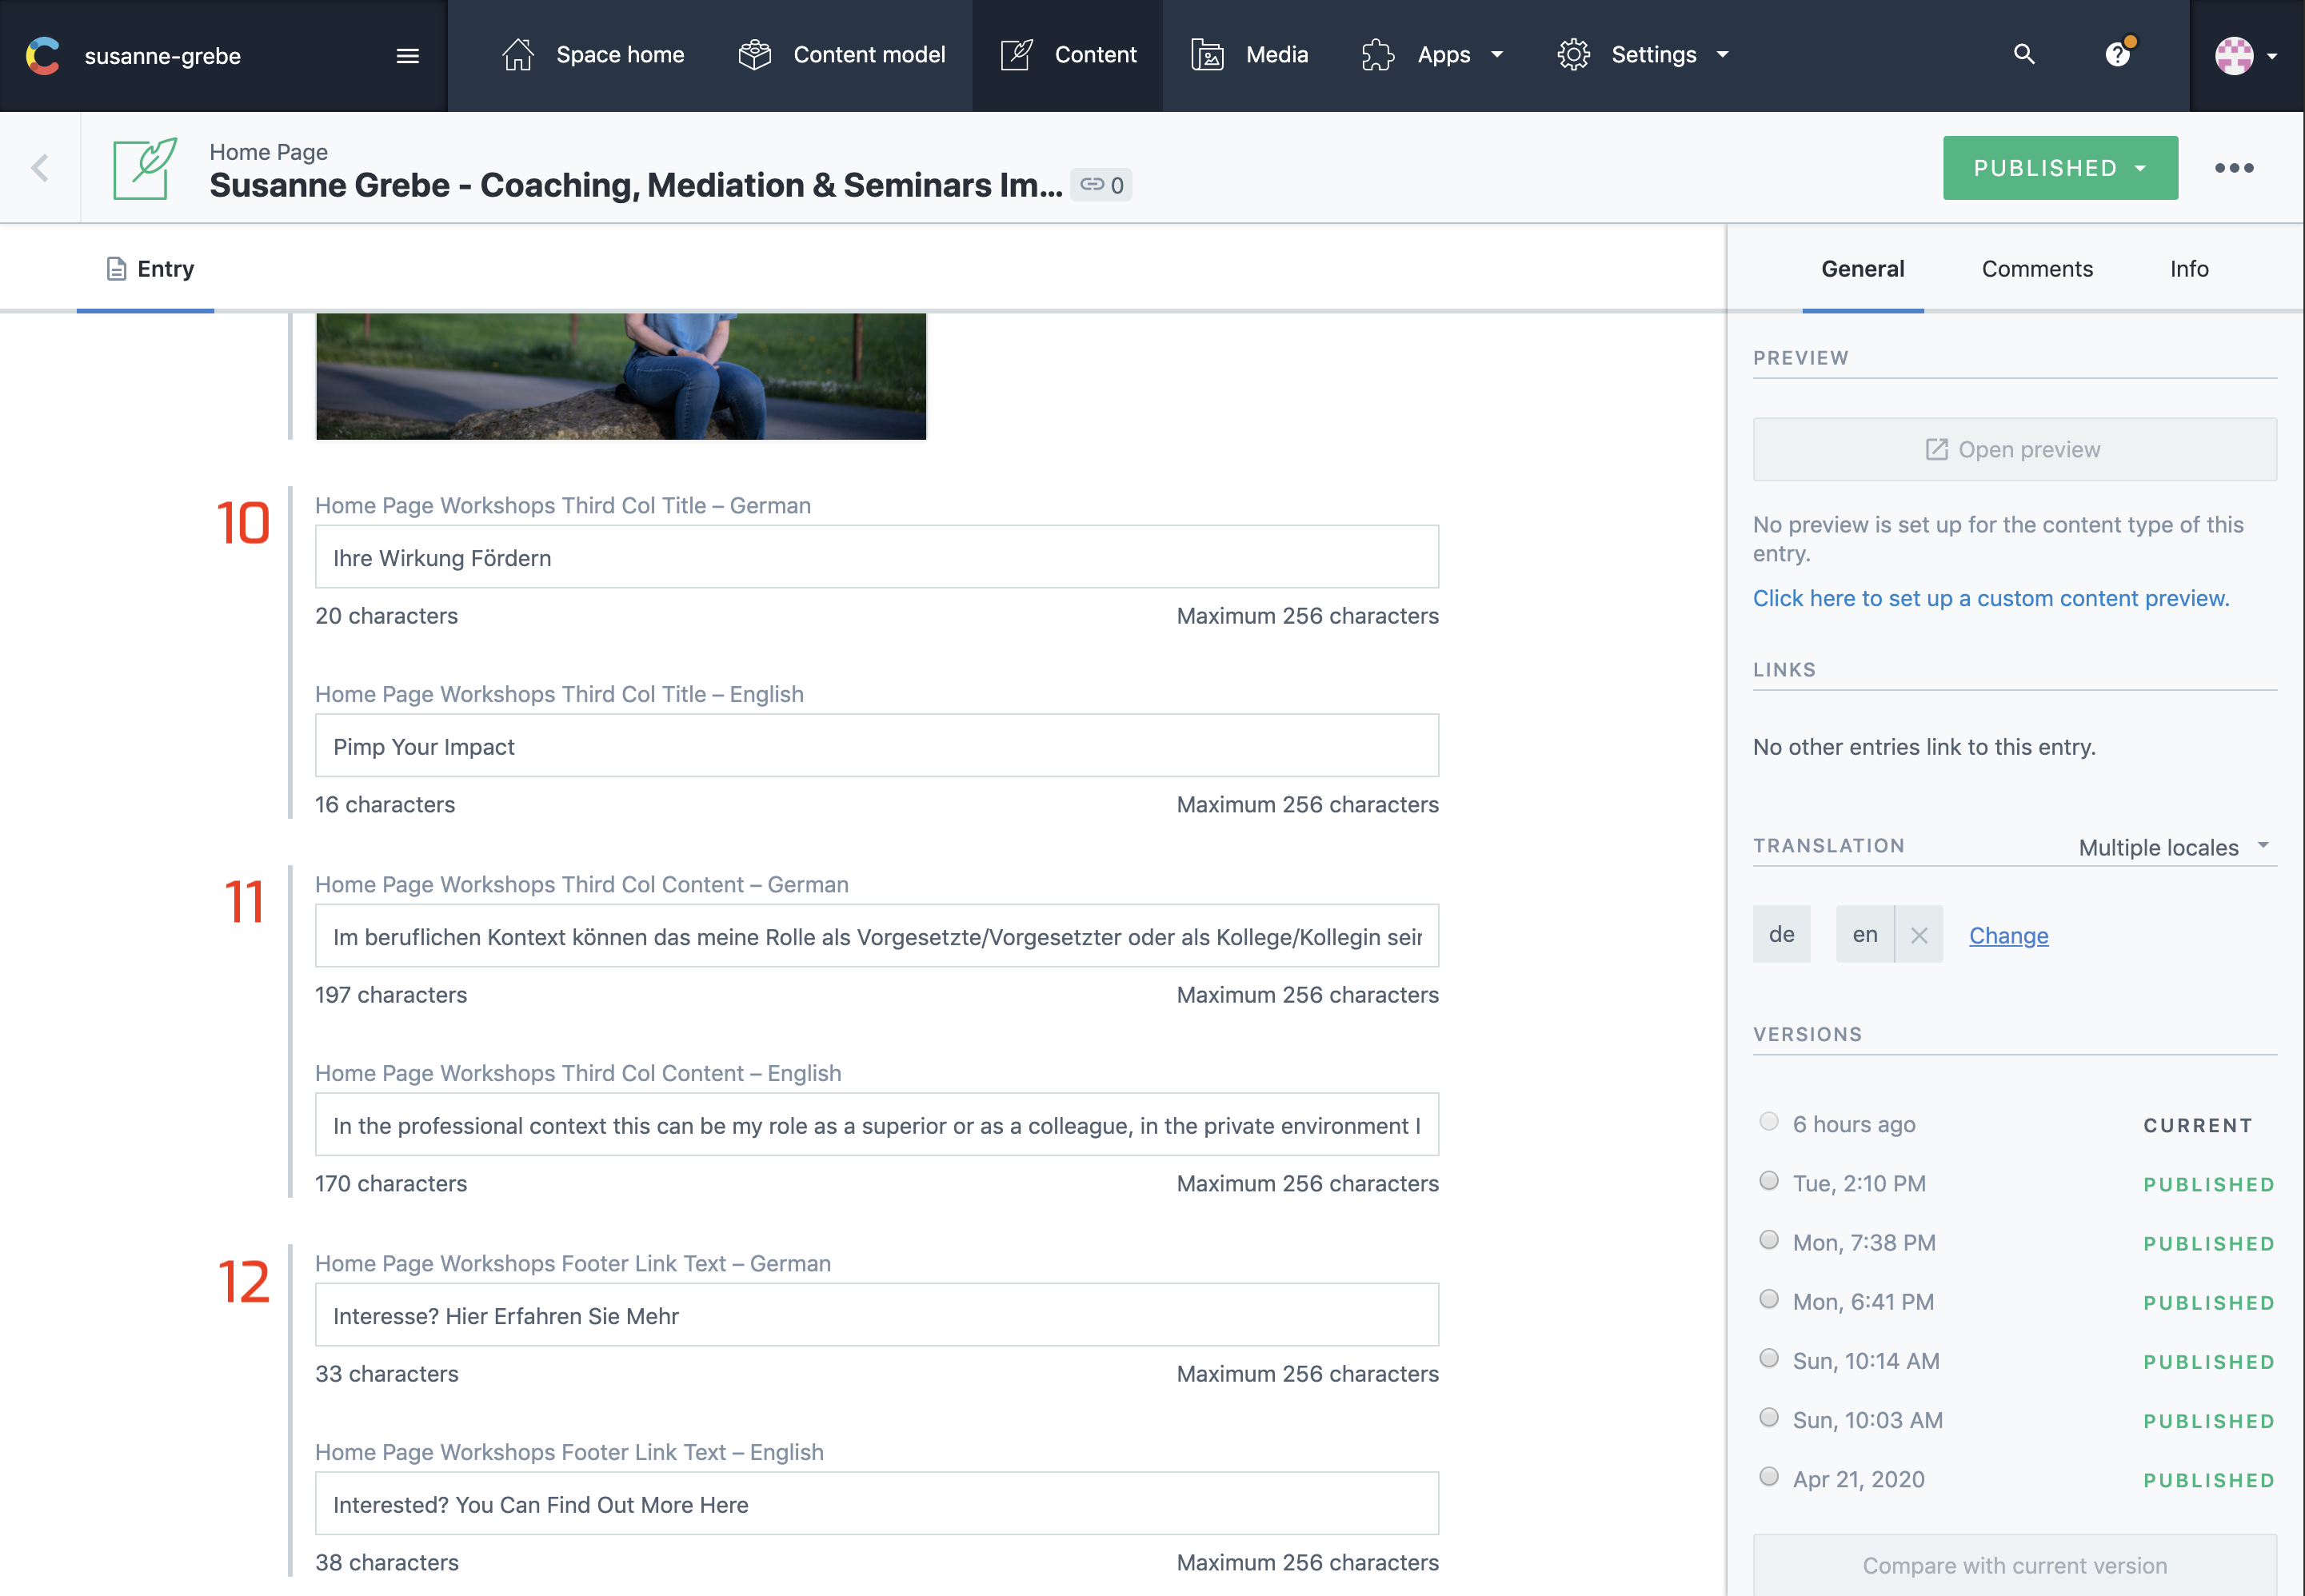 susanne-grebe
Space home
Content model
Content
Media
Apps
Settings
Home Page
Susanne Grebe - Coaching, Mediation & Seminars Im...
0
PUBLISHED
Entry
General
Comments
Info
10
Home Page Workshops Third Col Title – German
Ihre Wirkung Fördern
20 characters
Maximum 256 characters
Home Page Workshops Third Col Title – English
Pimp Your Impact
16 characters
Maximum 256 characters
11
Home Page Workshops Third Col Content – German
Im beruflichen Kontext können das meine Rolle als Vorgesetzte/Vorgesetzter oder als Kollege/Kollegin
197 characters
Maximum 256 characters
Home Page Workshops Third Col Content – English
In the professional context this can be my role as a superior or as a colleague, in the private environment I
170 characters
Maximum 256 characters
12
Home Page Workshops Footer Link Text – German
Interesse? Hier Erfahren Sie Mehr
33 characters
Maximum 256 characters
Home Page Workshops Footer Link Text – English
Interested? You Can Find Out More Here
38 characters
Maximum 256 characters
PREVIEW
Open preview
No preview is set up for the content type of this
entry.
Click here to set up a custom content preview.
LINKS
No other entries link to this entry.
TRANSLATION
Multiple locales
de
en
Change
VERSIONS
6 hours ago CURRENT
Tue, 2:10 PM PUBLISHED
Mon, 7:38 PM PUBLISHED
Mon, 6:41 PM PUBLISHED
Sun, 10:14 AM PUBLISHED
Sun, 10:03 AM PUBLISHED
Apr 21, 2020 PUBLISHED
Compare with current version